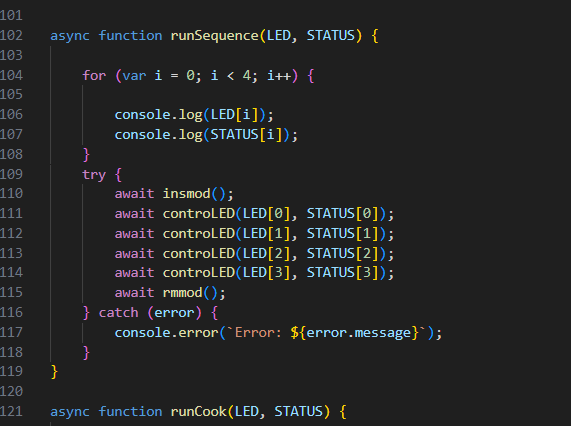 101
102 async function runSequence(LED, STATUS) {
103
104 for (var i = 0; i < 4; i++) {
105
106 console.log(LED[i]);
107 console.log(STATUS[i]);
108 }
109 try {
110 await insmod();
111 await controLED(LED[0], STATUS[0]);
112 await controLED(LED[1], STATUS[1]);
113 await controLED(LED[2], STATUS[2]);
114 await controLED(LED[3], STATUS[3]);
115 await rmmod();
116 } catch (error) {
117 console.error(`Error: ${error.message}`);
118 }
119 }
120
121 async function runCook(LED, STATUS) {